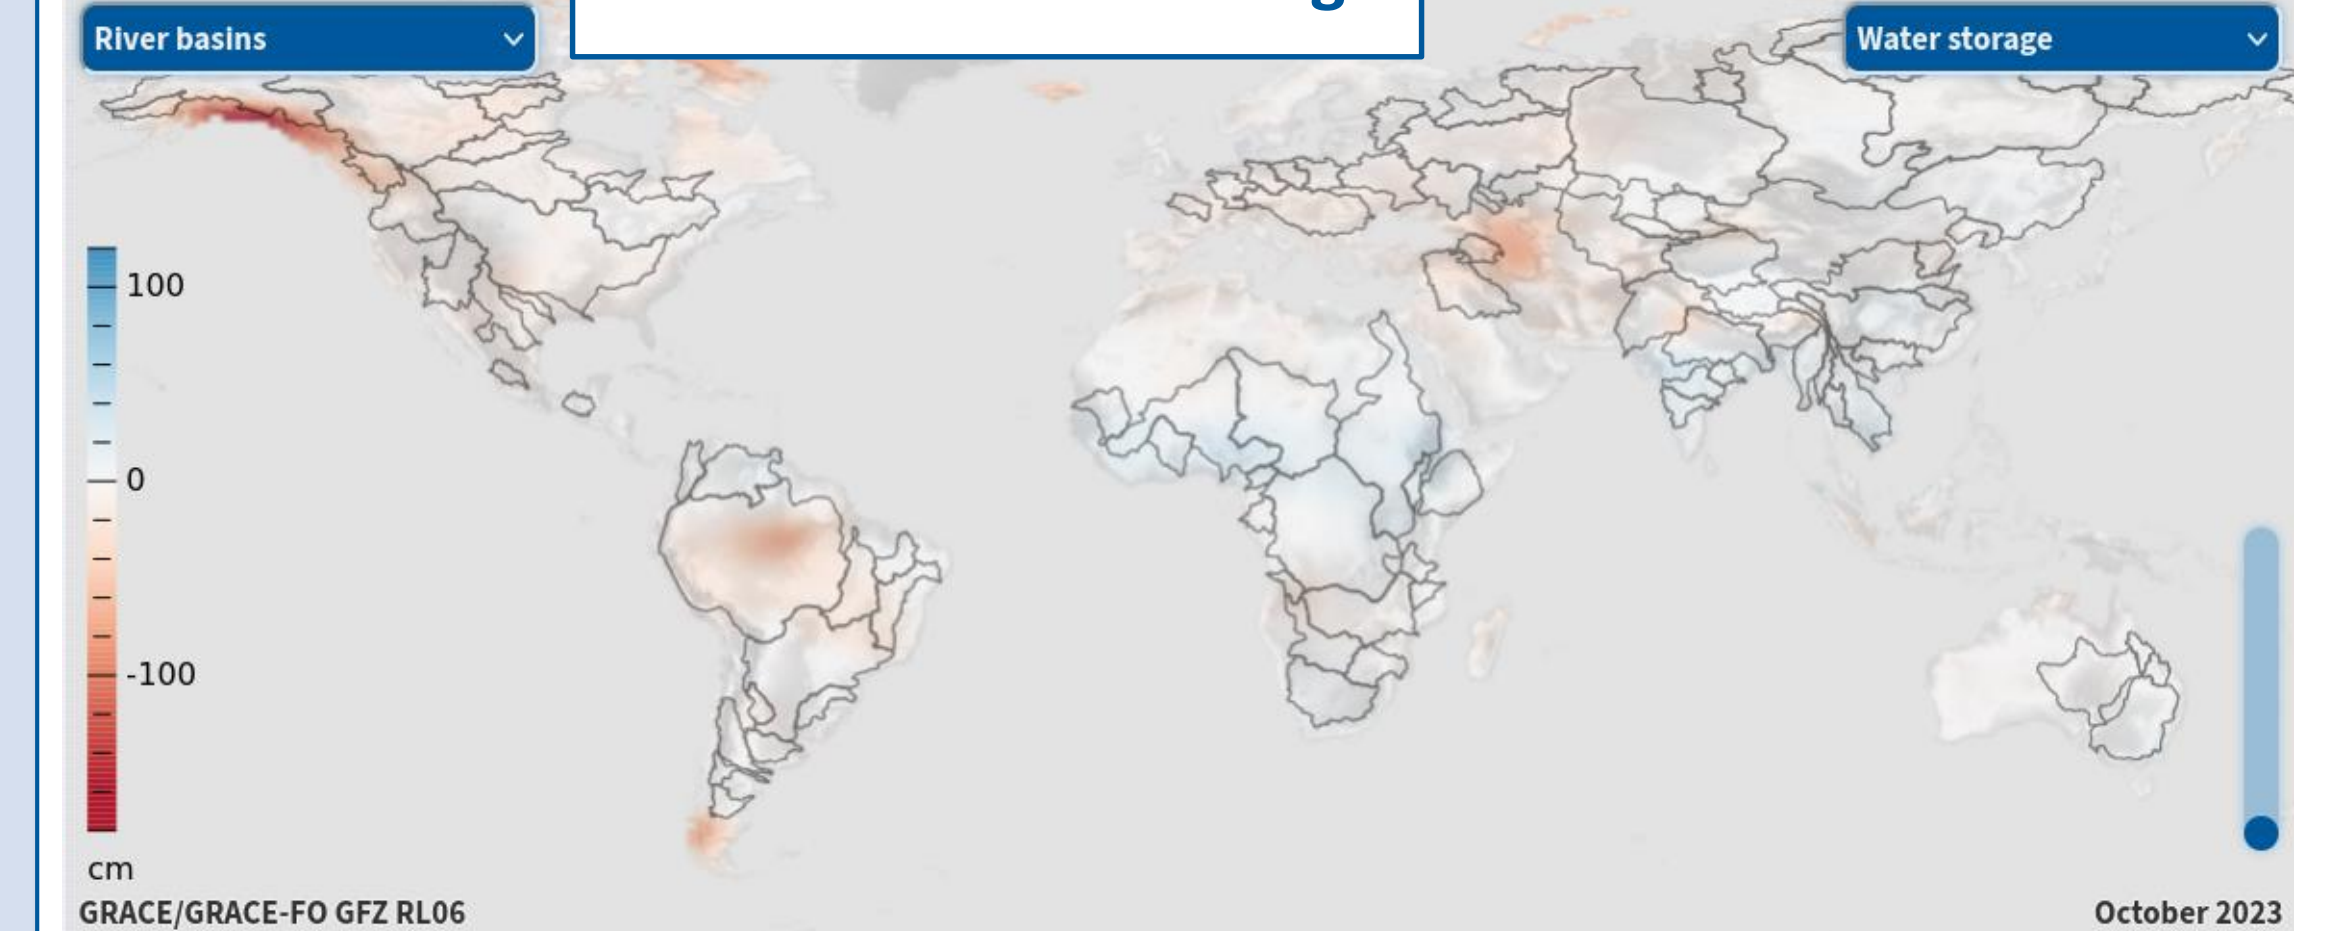 River basins
Water storage
100
0
-100
cm
GRACE/GRACE-FO GFZ RL06
October 2023